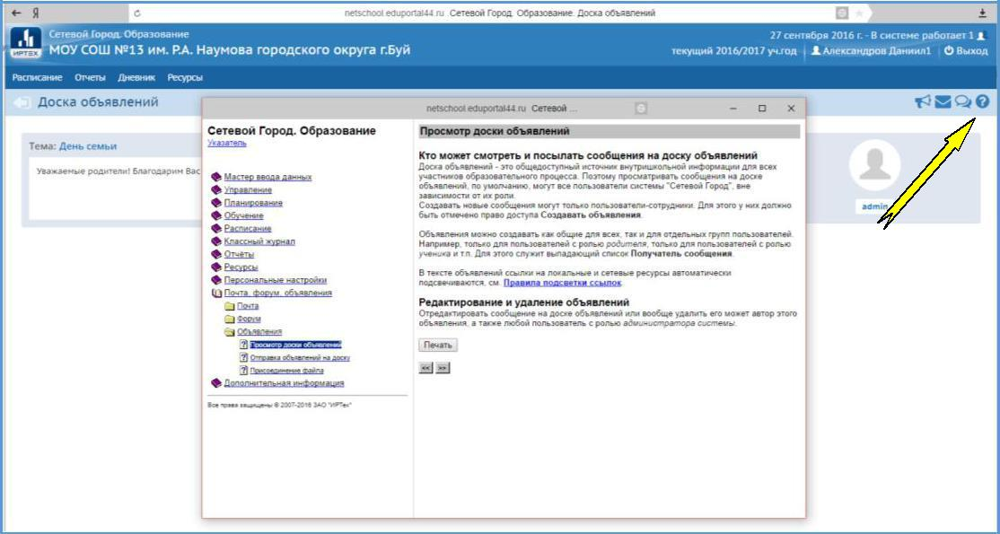 Я
netschool.eduportal44.ru Сетевой Город. Образование. Доска объявлений
Сетевой Город. Образование
27 сентября 2016 г. - В системе работает 1
ИРТЕХ
МОУ СОШ №13 им. Р.А. Наумова городского округа г.Буй
текущий 2016/2017 уч.год
Александров Даниил1
Выход
Расписание Отчеты Дневник Ресурсы
Доска объявлений
Тема: День семьи
Уважаемые родители! Благодарим Вас
admin
netschool.eduportal44.ru Сетевой ...
Сетевой Город. Образование
Указатель
Мастер ввода данных
Управление
Планирование
Обучение
Расписание
Классный журнал
Отчёты
Ресурсы
Персональные настройки
Почта, форум, объявления
Почта
Форум
Объявления
Просмотр доски объявлений
Отправка объявлений на доску
Присоединение файла
Дополнительная информация
Все права защищены © 2007-2016 ЗАО "ИРТех"
Просмотр доски объявлений
Кто может смотреть и посылать сообщения на доску объявлений
Доска объявлений - это общедоступный источник внутришкольной информации для всех
участников образовательного процесса. Поэтому просматривать сообщения на доске
объявлений, по умолчанию, могут все пользователи системы "Сетевой Город", вне
зависимости от их роли.
Создавать новые сообщения могут только пользователи-сотрудники. Для этого у них должно
быть отмечено право доступа Создавать объявления.
Объявления можно создавать как общие для всех, так и для отдельных групп пользователей.
Например, только для пользователей с ролью родителя, только для пользователей с ролью
ученика и т.п. Для этого служит выпадающий список Получатель сообщения.
В тексте объявлений ссылки на локальные и сетевые ресурсы автоматически
подсвечиваются, см. Правила подсветки ссылок.
Редактирование и удаление объявлений
Отредактировать сообщение на доске объявлений или вообще удалить его может автор этого
объявления, а также любой пользователь с ролью администратора системы.
Печать
<< >>